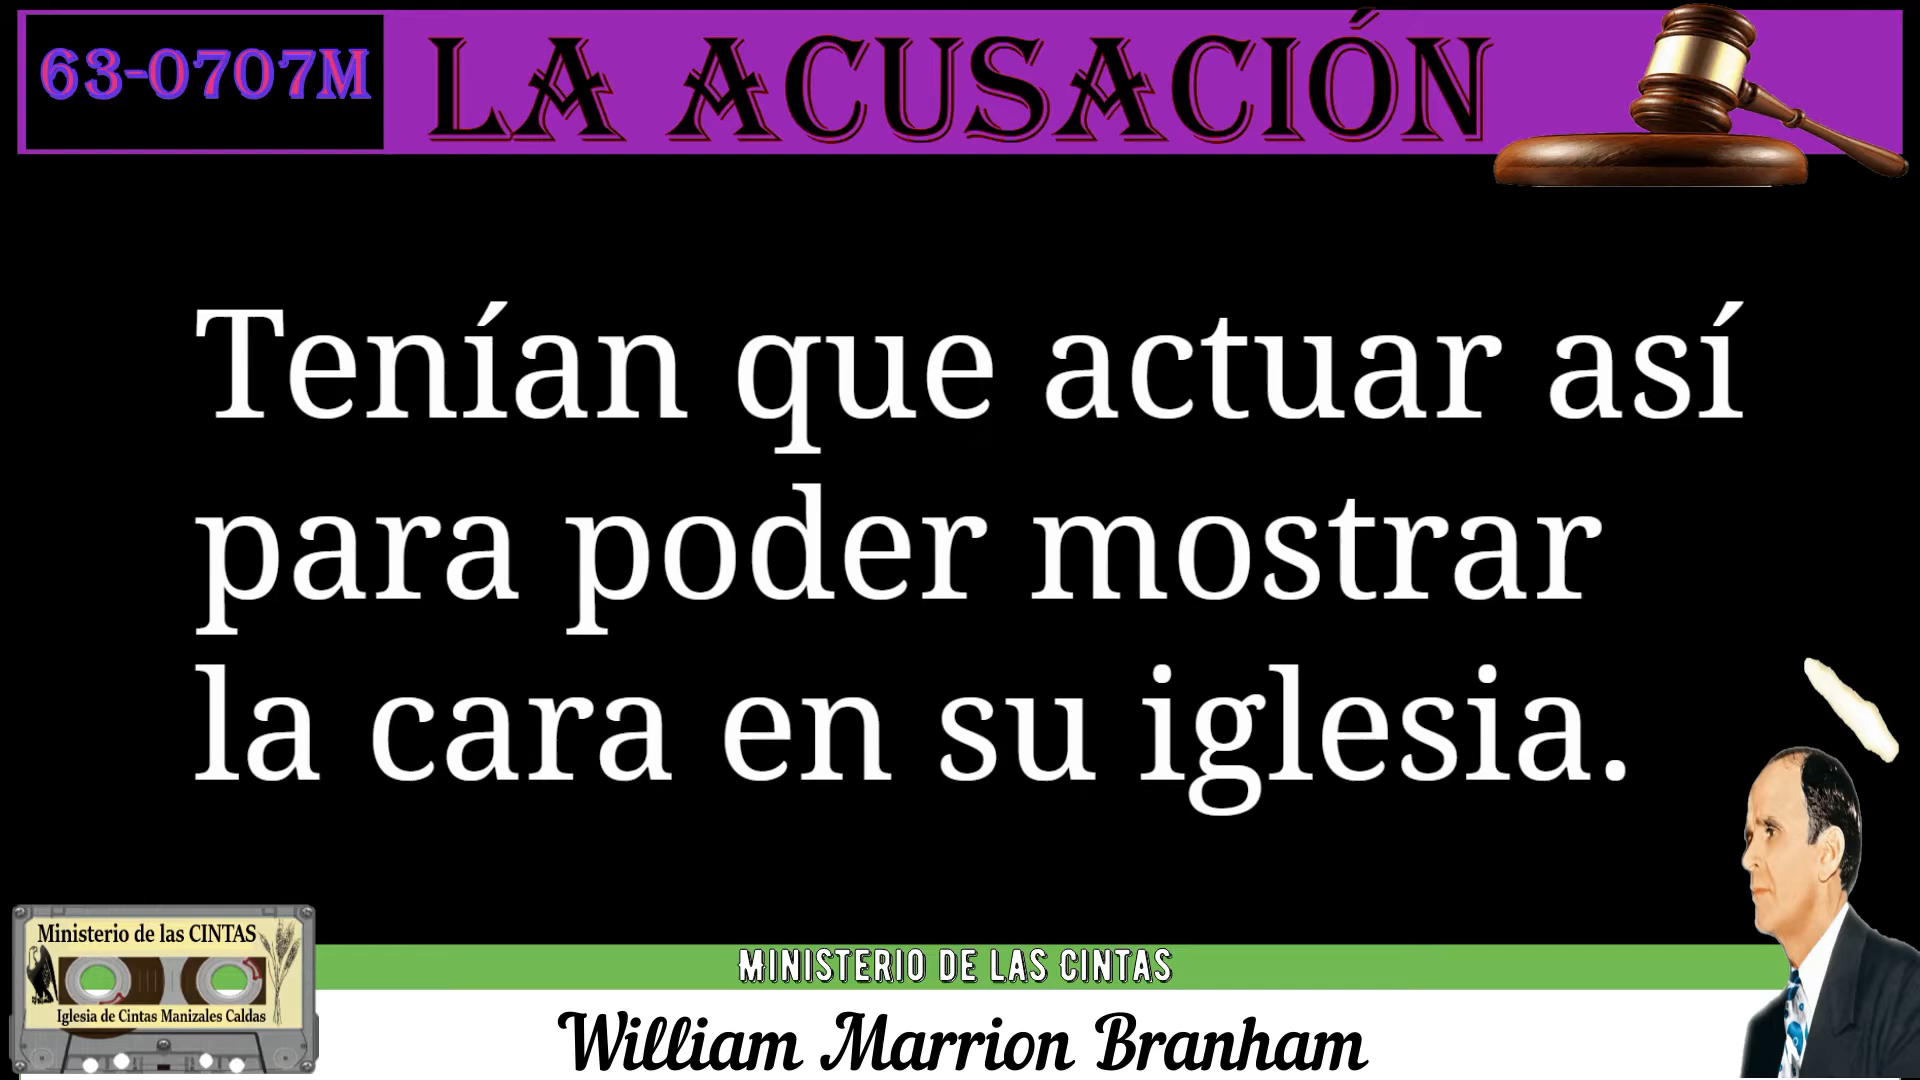 63-0707M
LA ACUSACIÓN
Tenían que actuar así
para poder mostrar
la cara en su iglesia.
Ministerio de las CINTAS
Iglesia de Cintas Manizales Caldas
MINISTERIO DE LAS CINTAS
William Marrion Branham